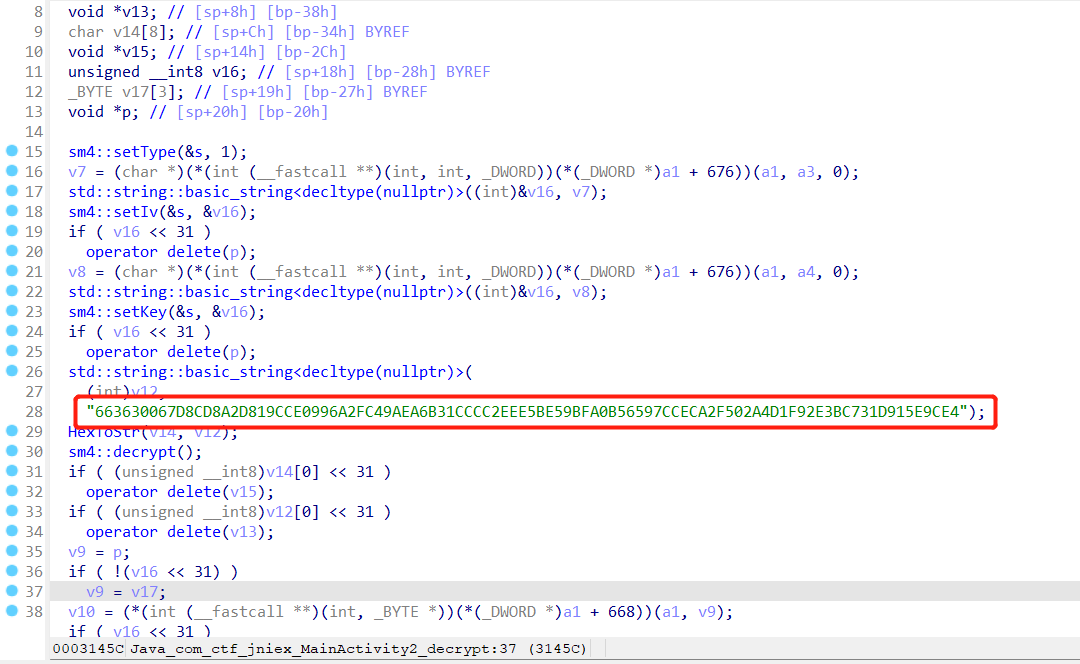 8 void *v13; // [sp+8h] [bp-38h]
9 char v14[8]; // [sp+Ch] [bp-34h] BYREF
10 void *v15; // [sp+14h] [bp-2Ch]
11 unsigned __int8 v16; // [sp+18h] [bp-28h] BYREF
12 _BYTE v17[3]; // [sp+19h] [bp-27h] BYREF
13 void *p; // [sp+20h] [bp-20h]
14
15 sm4::setType(&s, 1);
16 v7 = (char *)(*(int (__fastcall **)(int, int, _DWORD))(*(_DWORD *)a1 + 676))(a1, a3, 0);
17 std::string::basic_string<decltype(nullptr)>((int)&v16, v7);
18 sm4::setIv(&s, &v16);
19 if ( v16 << 31 )
20 operator delete(p);
21 v8 = (char *)(*(int (__fastcall **)(int, int, _DWORD))(*(_DWORD *)a1 + 676))(a1, a4, 0);
22 std::string::basic_string<decltype(nullptr)>((int)&v16, v8);
23 sm4::setKey(&s, &v16);
24 if ( v16 << 31 )
25 operator delete(p);
26 std::string::basic_string<decltype(nullptr)>(
27 (int)v12,
28 "663630067D8CD8A2D819CCE0996A2FC49AEA6B31CCCC2EEE5BE59BFA0B56597CCECA2F502A4D1F92E3BC731D915E9CE4");
29 HexToStr(v14, v12);
30 sm4::decrypt();
31 if ( (unsigned __int8)v14[0] << 31 )
32 operator delete(v15);
33 if ( (unsigned __int8)v12[0] << 31 )
34 operator delete(v13);
35 v9 = p;
36 if ( !(v16 << 31) )
37 v9 = v17;
38 v10 = (*(int (__fastcall **)(int, _BYTE *))(*(_DWORD *)a1 + 668))(a1, v9);
if ( v16 << 31 )
0003145C Java_com_ctf_jniex_MainActivity2_decrypt:37 (3145C)